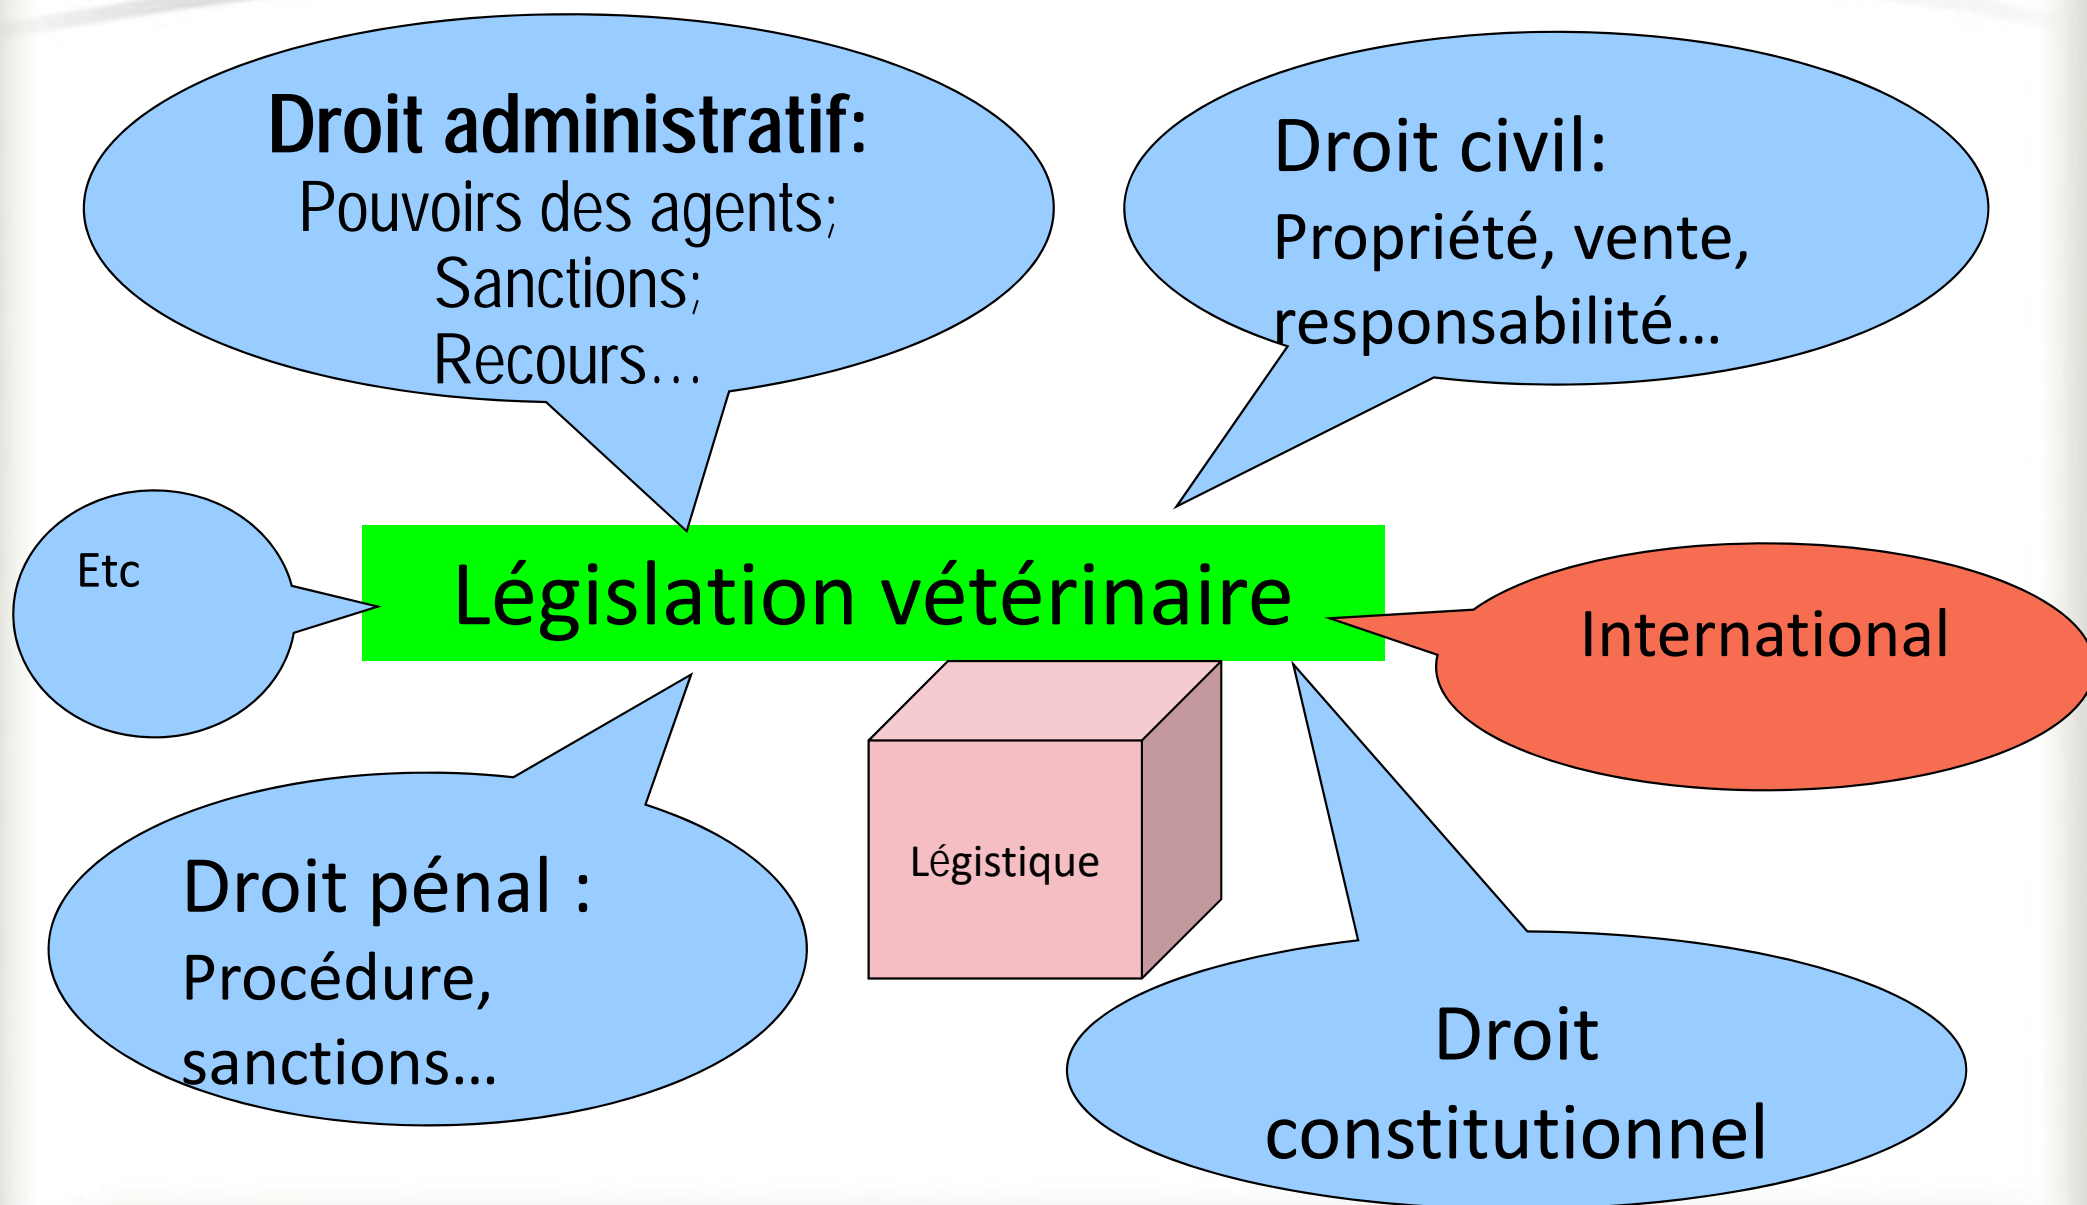 Droit administratif:
Pouvoirs des agents;
Sanctions;
Recours…
Droit civil:
Propriété, vente,
responsabilité…
Etc
Législation vétérinaire
International
Légistique
Droit pénal :
Procédure,
sanctions…
Droit
constitutionnel